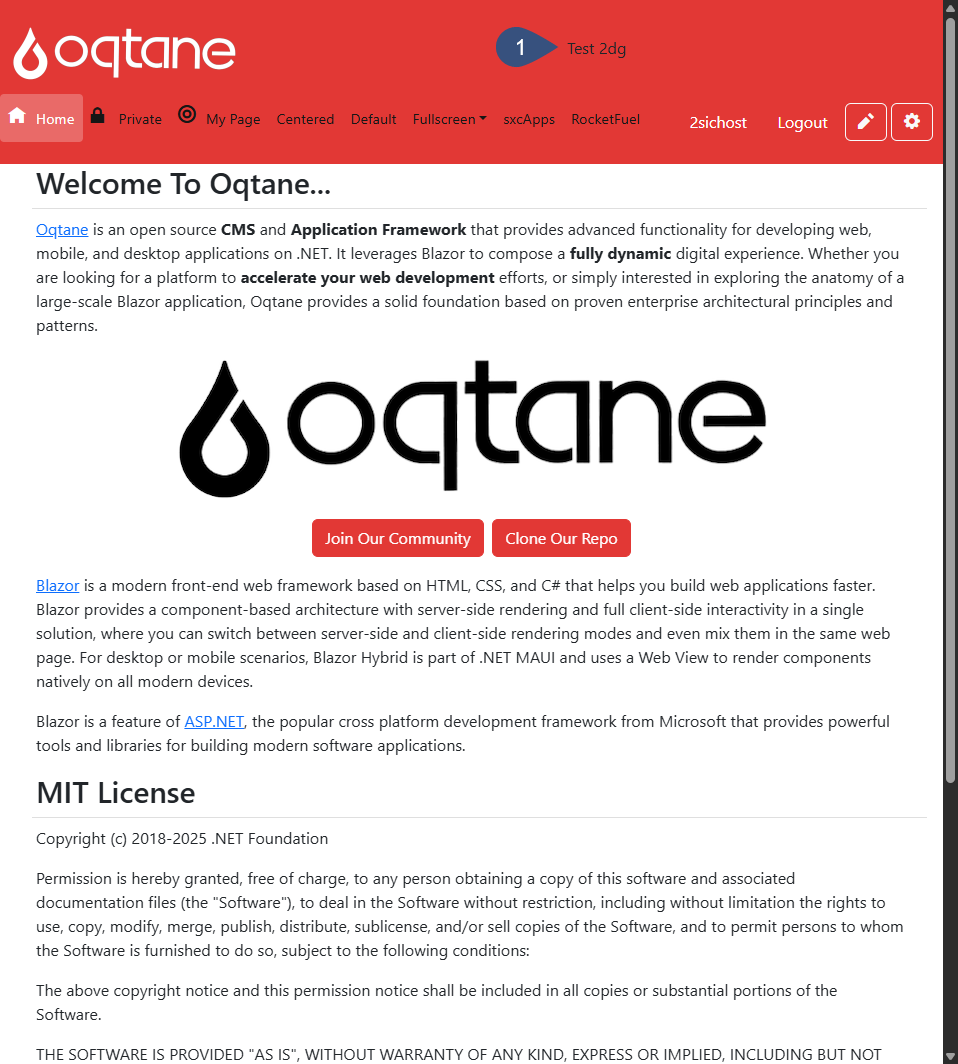 oqtane
1 Test 2dg
Home Private My Page Centered Default Fullscreen sxcApps RocketFuel 2sichost Logout
Welcome To Oqtane...
Oqtane is an open source CMS and Application Framework that provides advanced functionality for developing web,
mobile, and desktop applications on .NET. It leverages Blazor to compose a fully dynamic digital experience. Whether you
are looking for a platform to accelerate your web development efforts, or simply interested in exploring the anatomy of a
large-scale Blazor application, Oqtane provides a solid foundation based on proven enterprise architectural principles and
patterns.
oqtane
Join Our Community Clone Our Repo
Blazor is a modern front-end web framework based on HTML, CSS, and C# that helps you build web applications faster.
Blazor provides a component-based architecture with server-side rendering and full client-side interactivity in a single
solution, where you can switch between server-side and client-side rendering modes and even mix them in the same web
page. For desktop or mobile scenarios, Blazor Hybrid is part of .NET MAUI and uses a Web View to render components
natively on all modern devices.
Blazor is a feature of ASP.NET, the popular cross platform development framework from Microsoft that provides powerful
tools and libraries for building modern software applications.
MIT License
Copyright (c) 2018-2025 .NET Foundation
Permission is hereby granted, free of charge, to any person obtaining a copy of this software and associated
documentation files (the "Software"), to deal in the Software without restriction, including without limitation the rights to
use, copy, modify, merge, publish, distribute, sublicense, and/or sell copies of the Software, and to permit persons to whom
the Software is furnished to do so, subject to the following conditions:
The above copyright notice and this permission notice shall be included in all copies or substantial portions of the
Software.
THE SOFTWARE IS PROVIDED "AS IS", WITHOUT WARRANTY OF ANY KIND, EXPRESS OR IMPLIED, INCLUDING BUT NOT